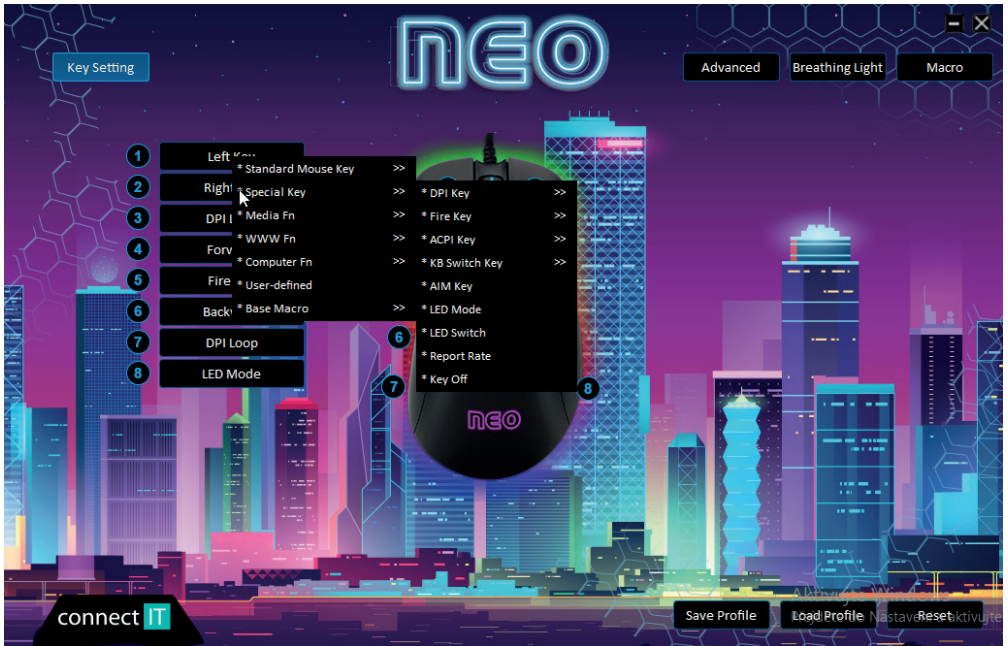 neo
Key Setting
Advanced
Breathing Light
Macro
1
Left Key
2
Right
3
DPI L
4
Forw
5
Fire
6
Backw
7
DPI Loop
8
LED Mode
* Standard Mouse Key >>
* Special Key >>
* Media Fn >>
* WWW Fn >>
* Computer Fn >>
* User-defined
* Base Macro >>
* DPI Key >>
* Fire Key >>
* ACPI Key >>
* KB Switch Key >>
* AIM Key
* LED Mode
* LED Switch
* Report Rate
* Key Off
6
7
8
neo
connect IT
Save Profile
Load Profile
Reset